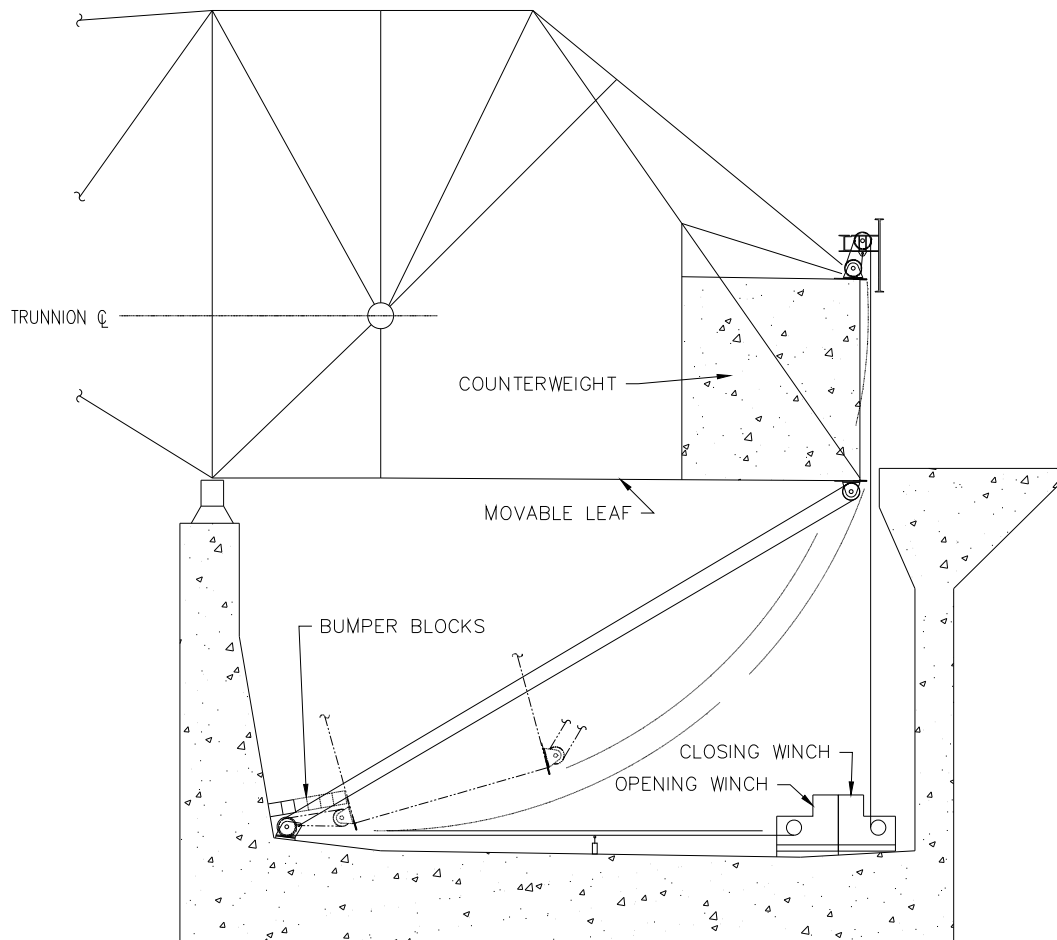 TRUNNION ℄
COUNTERWEIGHT
MOVABLE LEAF
BUMPER BLOCKS
CLOSING WINCH
OPENING WINCH